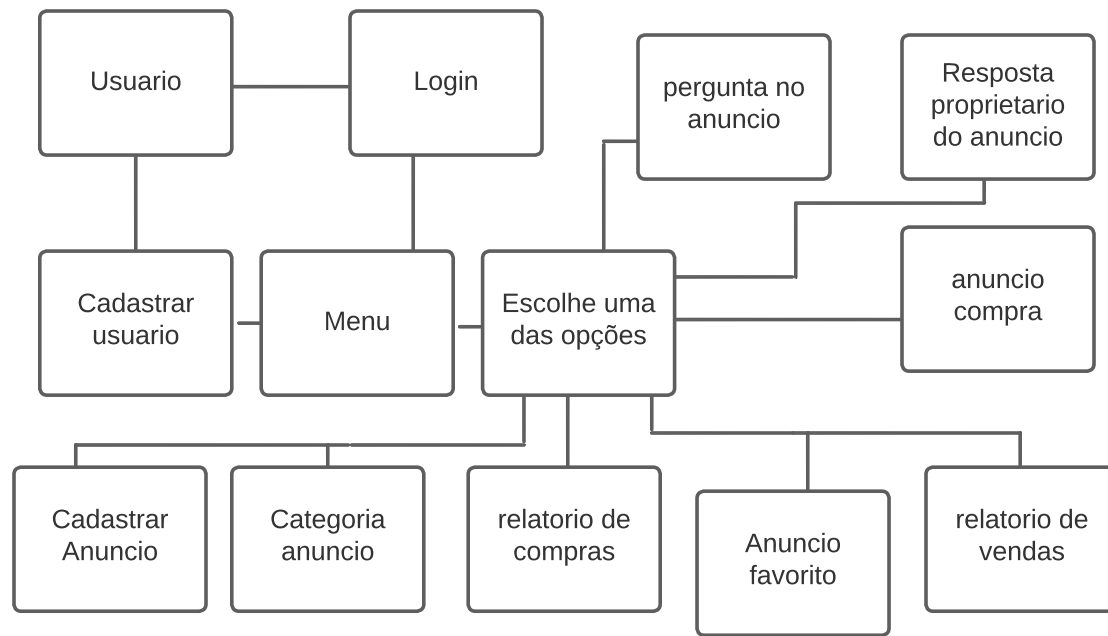 Usuario
Login
pergunta no
anuncio
Resposta
proprietario
do anuncio
Cadastrar
usuario
Menu
Escolhe uma
das opções
anuncio
compra
Cadastrar
Anuncio
Categoria
anuncio
relatorio de
compras
Anuncio
favorito
relatorio de
vendas